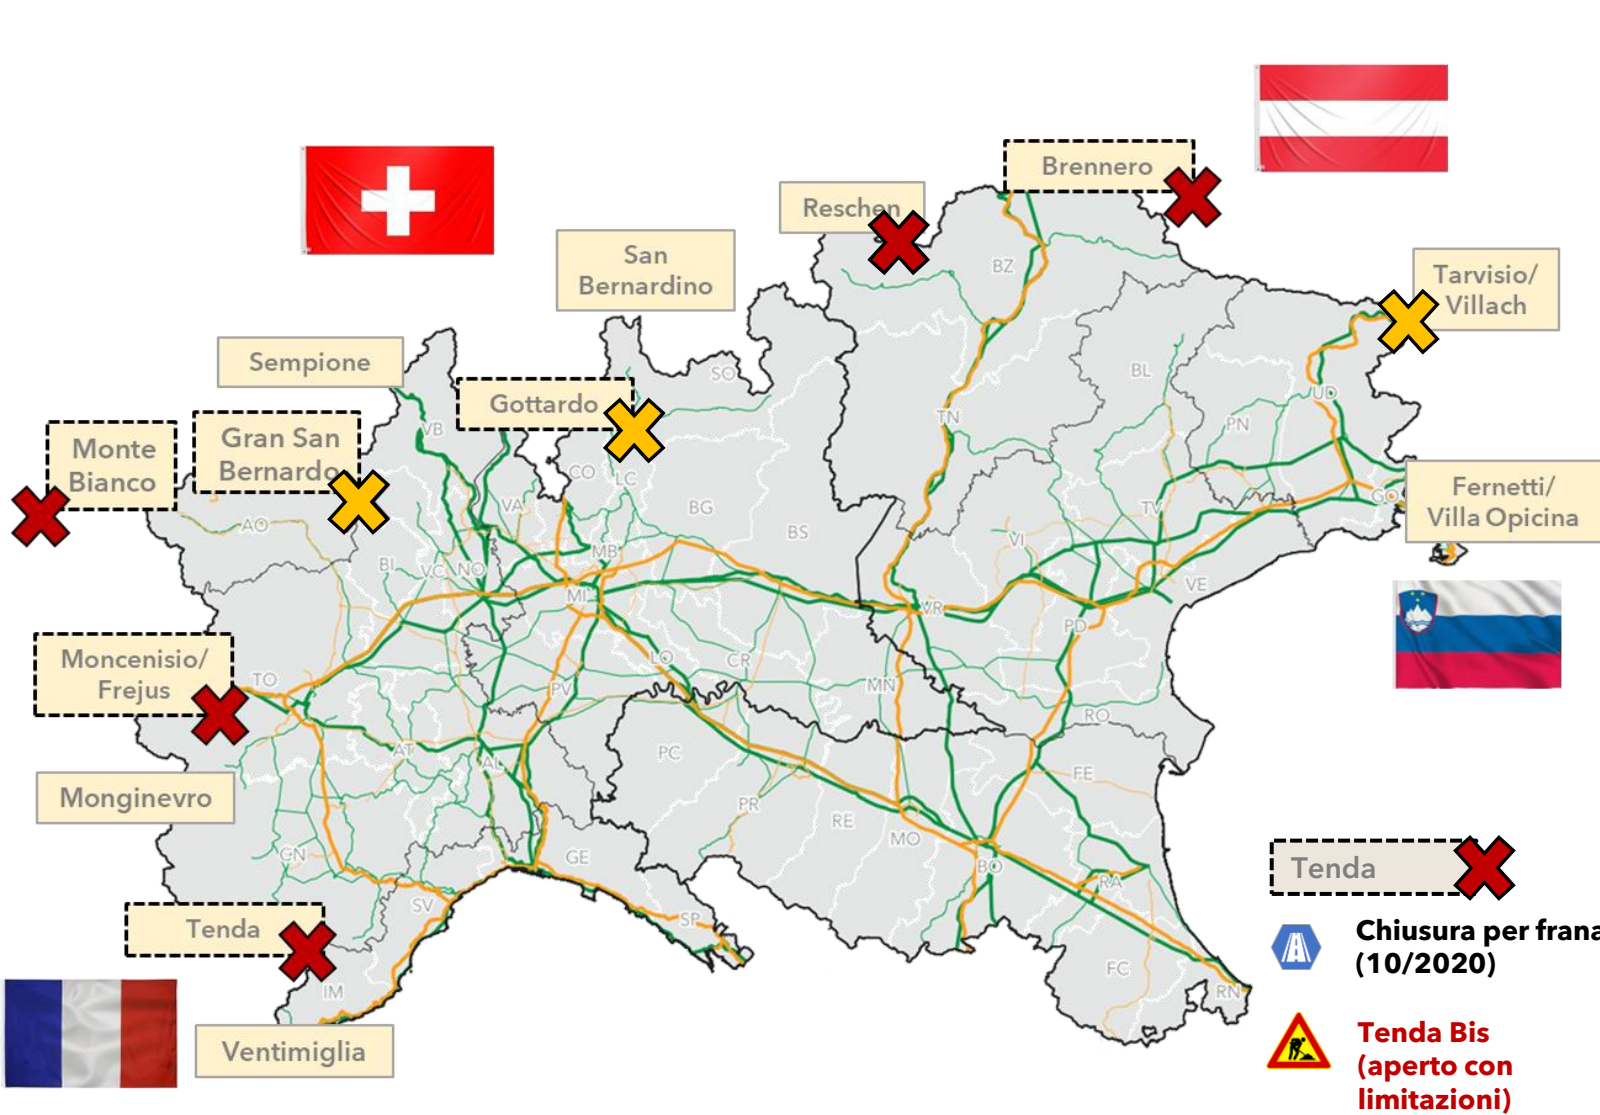 Brennero
Reschen
San
Bernardino
Tarvisio/
Villach
Sempione
Gottardo
Monte
Bianco
Gran San
Bernardo
Fernetti/
Villa Opicina
Moncenisio/
Frejus
Monginevro
Tenda
Ventimiglia
BZ
SO
BL
TN
UD
PN
VB
CO
LC
VA
BG
BS
TV
GO
AO
VI
MB
BI
VC
NO
MI
VE
VR
PD
LO
CR
TO
MN
PV
RO
AT
PC
AL
FE
PR
RE
MO
CN
GE
BO
RA
SV
SP
FC
IM
RN
Tenda
Chiusura per frana
(10/2020)
Tenda Bis
(aperto con
limitazioni)